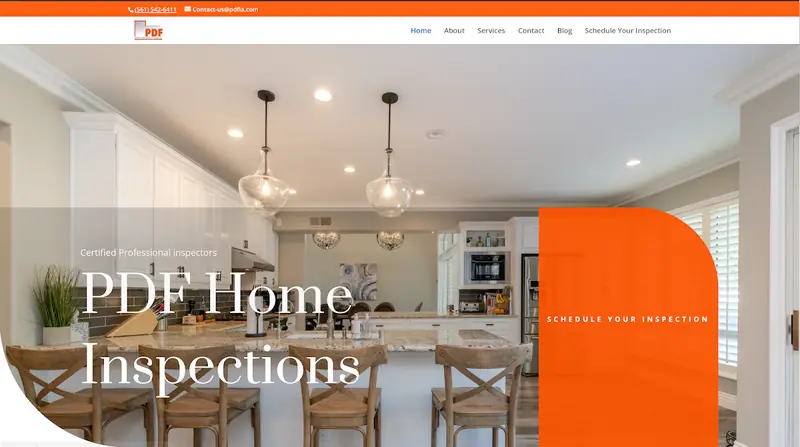 (561) 542-6411 Contact-us@pdfia.com
PDF
Home About Services Contact Blog Schedule Your Inspection
Certified Professional inspectors
PDF Home
Inspections
SCHEDULE YOUR INSPECTION